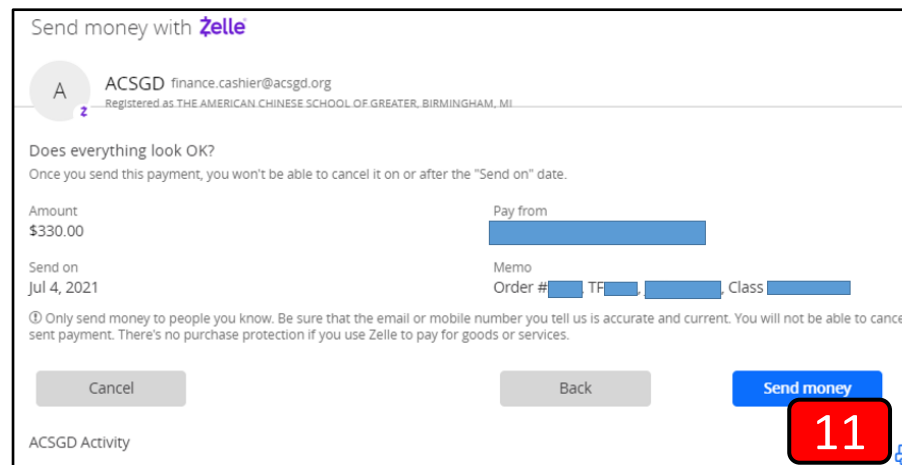 Send money with Zelle
A
ACSGD finance.cashier@acsgd.org
z
Registered as THE AMERICAN CHINESE SCHOOL OF GREATER, BIRMINGHAM, MI
Does everything look OK?
Once you send this payment, you won't be able to cancel it on or after the "Send on" date.
Amount
Pay from
$330.00
Send on
Memo
Jul 4, 2021
Order # , TF , , Class
Only send money to people you know. Be sure that the email or mobile number you tell us is accurate and current. You will not be able to cance
sent payment. There's no purchase protection if you use Zelle to pay for goods or services.
Cancel
Back
Send money
11
ACSGD Activity